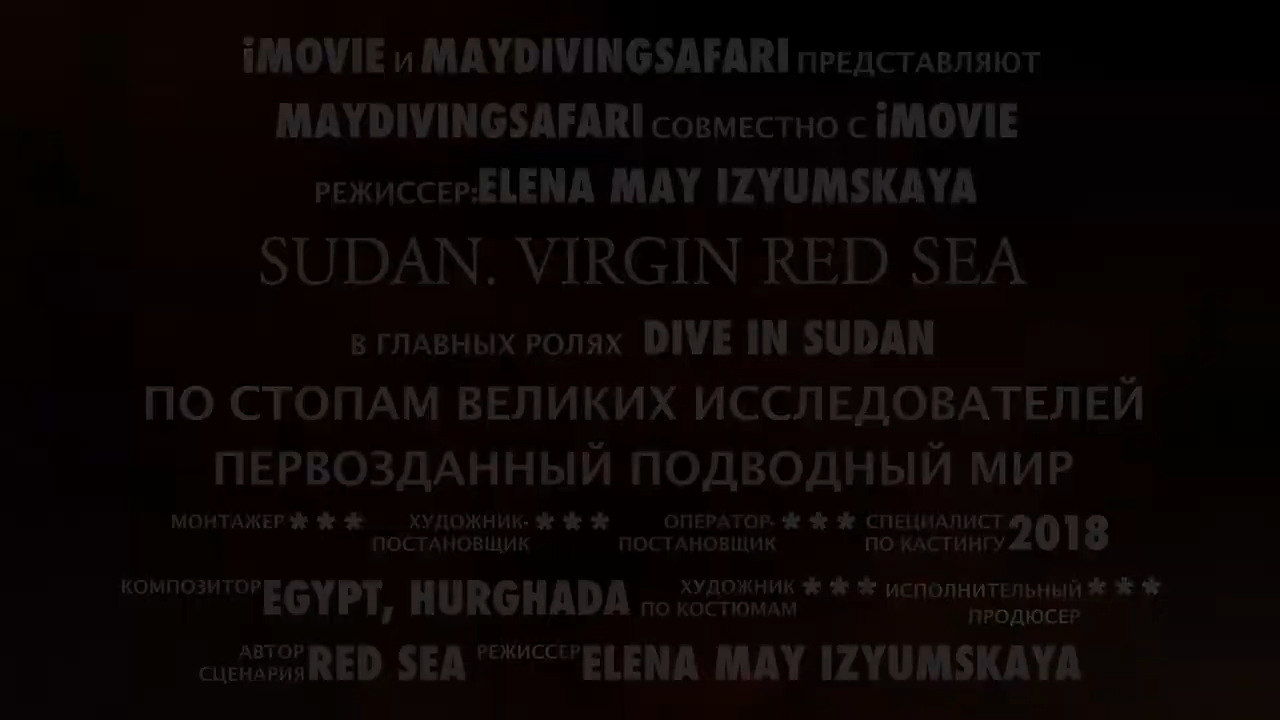 iMOVIE И MAYDIVINGSAFARI ПРЕДСТАВЛЯЮТ
MAYDIVINGSAFARI СОВМЕСТНО С iMOVIE
РЕЖИССЕР:ELENA MAY IZYUMSKAYA
SUDAN. VIRGIN RED SEA
В ГЛАВНЫХ РОЛЯХ DIVE IN SUDAN
ПО СТОПАМ ВЕЛИКИХ ИССЛЕДОВАТЕЛЕЙ
ПЕРВОЗДАННЫЙ ПОДВОДНЫЙ МИР
МОНТАЖЕР * * * ХУДОЖНИК-ПОСТАНОВЩИК * * * ОПЕРАТОР-ПОСТАНОВЩИК * * * СПЕЦИАЛИСТ ПО КАСТИНГУ 2018
КОМПОЗИТОР EGYPT, HURGHADA ХУДОЖНИК ПО КОСТЮМАМ * * * ИСПОЛНИТЕЛЬНЫЙ ПРОДЮСЕР * * *
АВТОР СЦЕНАРИЯ RED SEA РЕЖИССЕР ELENA MAY IZYUMSKAYA